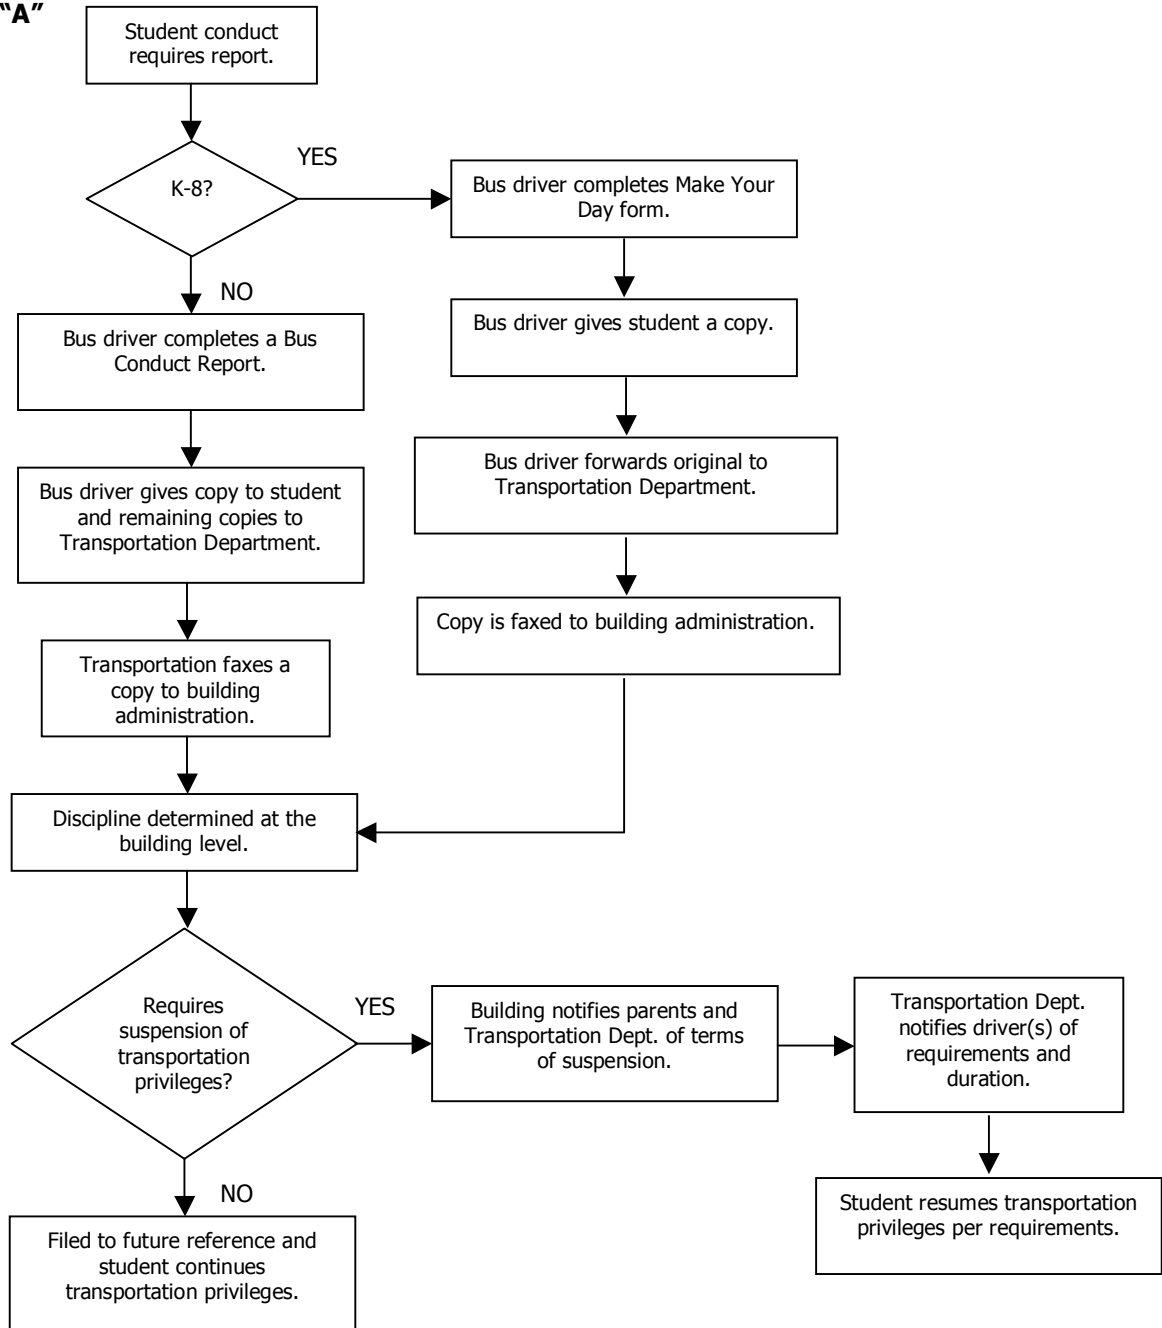 “A”
Student conduct
requires report.
K-8?
YES
Bus driver completes Make Your
Day form.
NO
Bus driver gives student a copy.
Bus driver completes a Bus
Conduct Report.
Bus driver forwards original to
Transportation Department.
Bus driver gives copy to student
and remaining copies to
Transportation Department.
Copy is faxed to building administration.
Transportation faxes a
copy to building
administration.
Discipline determined at the
building level.
Requires
suspension of
transportation
privileges?
YES
Building notifies parents and
Transportation Dept. of terms
of suspension.
Transportation Dept.
notifies driver(s) of
requirements and
duration.
NO
Student resumes transportation
privileges per requirements.
Filed to future reference and
student continues
transportation privileges.